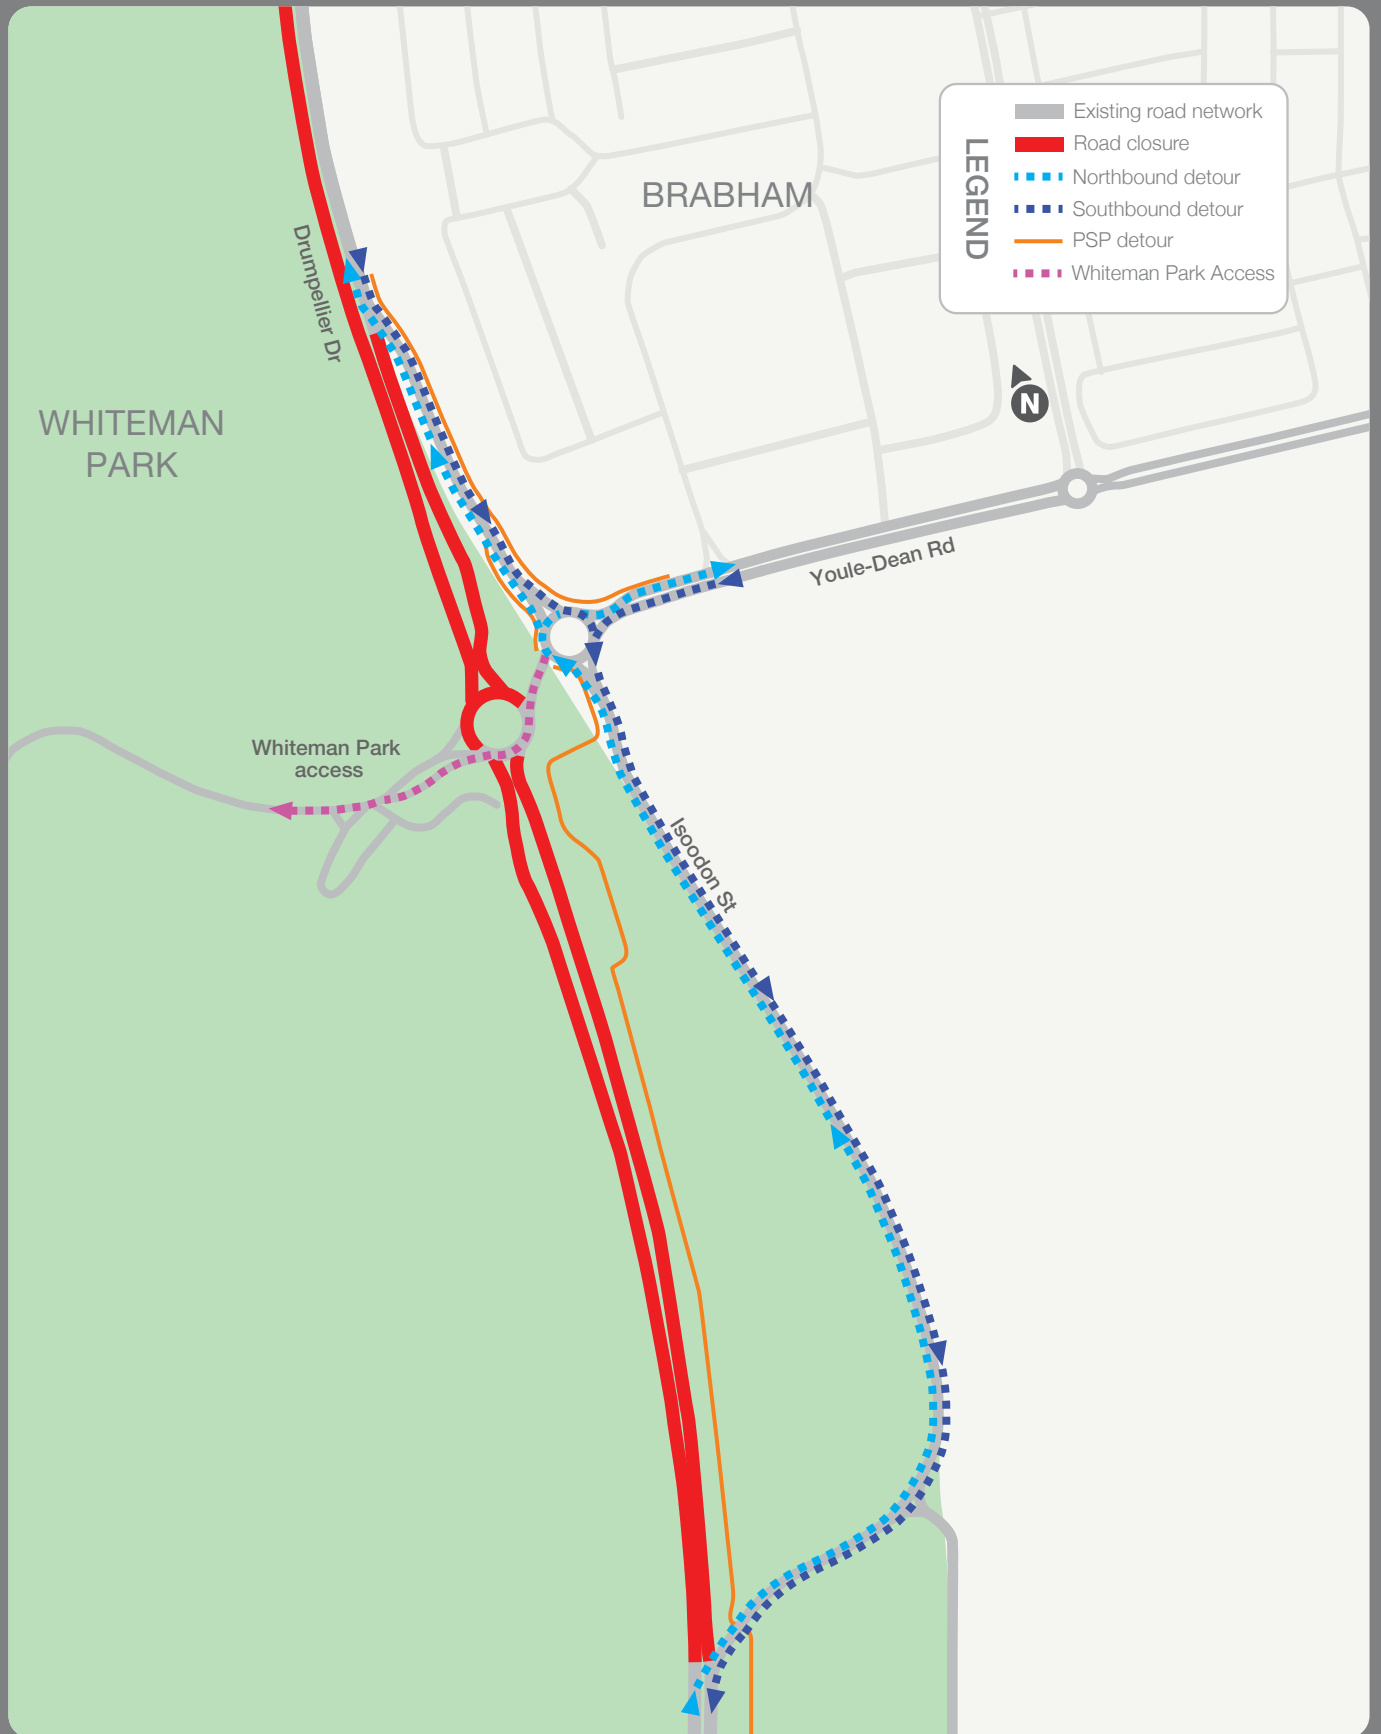 LEGEND
Existing road network
Road closure
Northbound detour
Southbound detour
PSP detour
Whiteman Park Access
BRABHAM
Drumpellier Dr
N
WHITEMAN
PARK
Youle-Dean Rd
Whiteman Park
access
Isoodon St